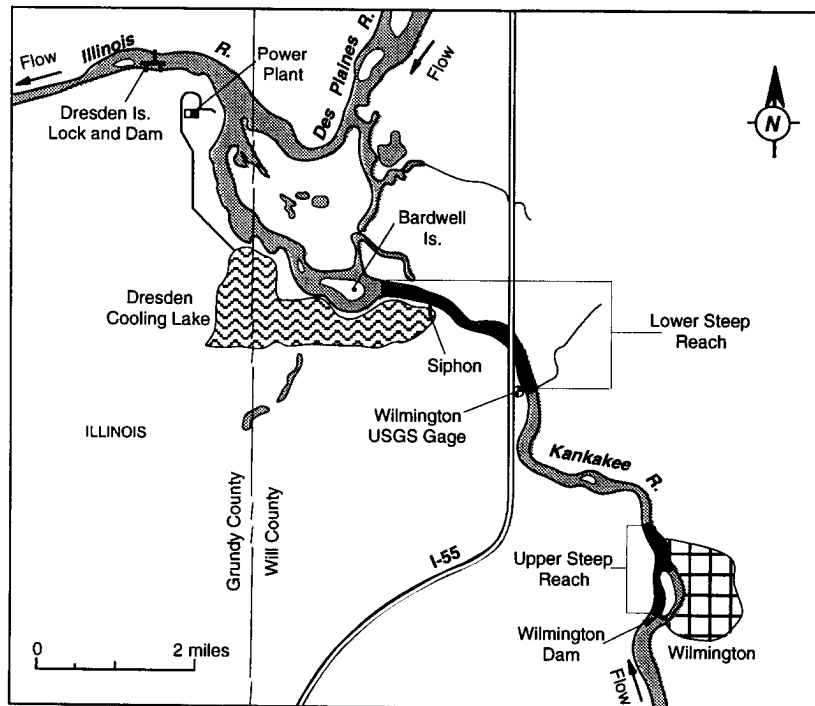 Illinois R.
Flow
Power
Plant
Des Plaines R.
Flow
Dresden Is.
Lock and Dam
N
Bardwell
Is.
Dresden
Cooling Lake
Lower Steep
Reach
Siphon
Wilmington
USGS Gage
ILLINOIS
Kankakee R.
Grundy County
Will County
I-55
Upper Steep
Reach
0 2 miles
Wilmington
Dam
Wilmington
Flow